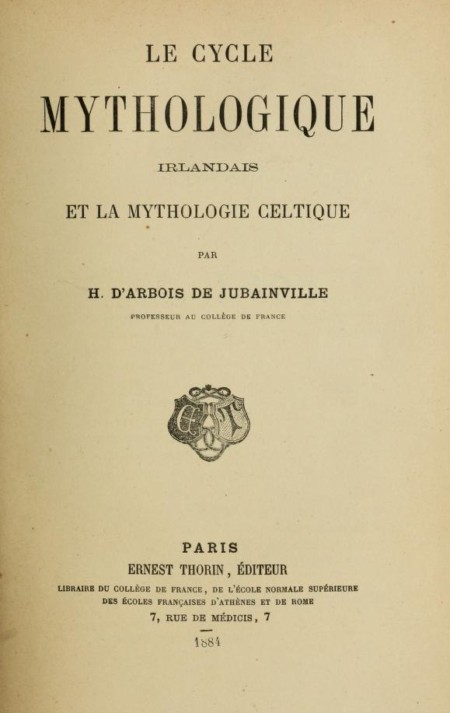 LE CYCLE
MYTHOLOGIQUE
IRLANDAIS
ET LA MYTHOLOGIE CELTIQUE
PAR
H. D'ARBOIS DE JUBAINVILLE
PROFESSEUR AU COLLÈGE DE FRANCE
E T
PARIS
ERNEST THORIN, ÉDITEUR
LIBRAIRE DU COLLÈGE DE FRANCE, DE L'ÉCOLE NORMALE SUPÉRIEURE
DES ÉCOLES FRANÇAISES D'ATHÈNES ET DE ROME
7, RUE DE MÉDICIS, 7
1884